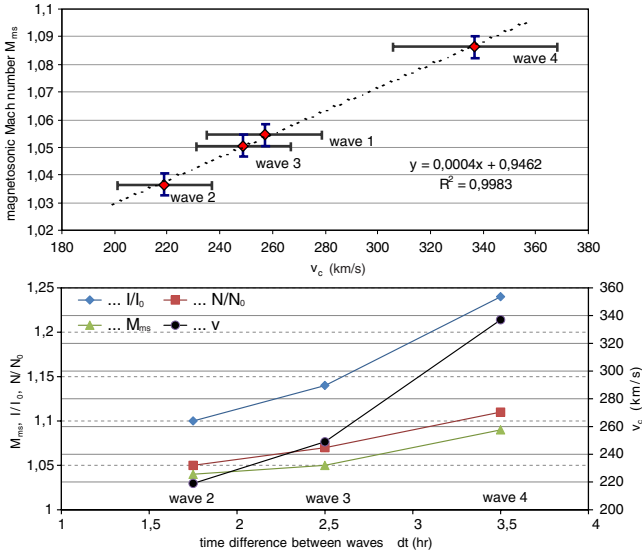 magnetosonic Mach number Mms
1,1
1,09
1,08
1,07
1,06
1,05
1,04
1,03
1,02
wave 4
wave 1
wave 3
wave 2
y = 0,0004x + 0,9462
R² = 0,9983
180 200 220 240 260 280 300 320 340 360 380
vc (km/s)
Mms, I/I0, N/N0
1,25
1,2
1,15
1,1
1,05
1
... I/I0 ... N/N0
... Mms ... v
360
340
320
300
280
260
240
220
200
vc (km/s)
wave 2 wave 3 wave 4
1 1,5 2 2,5 3 3,5 4
time difference between waves dt (hr)